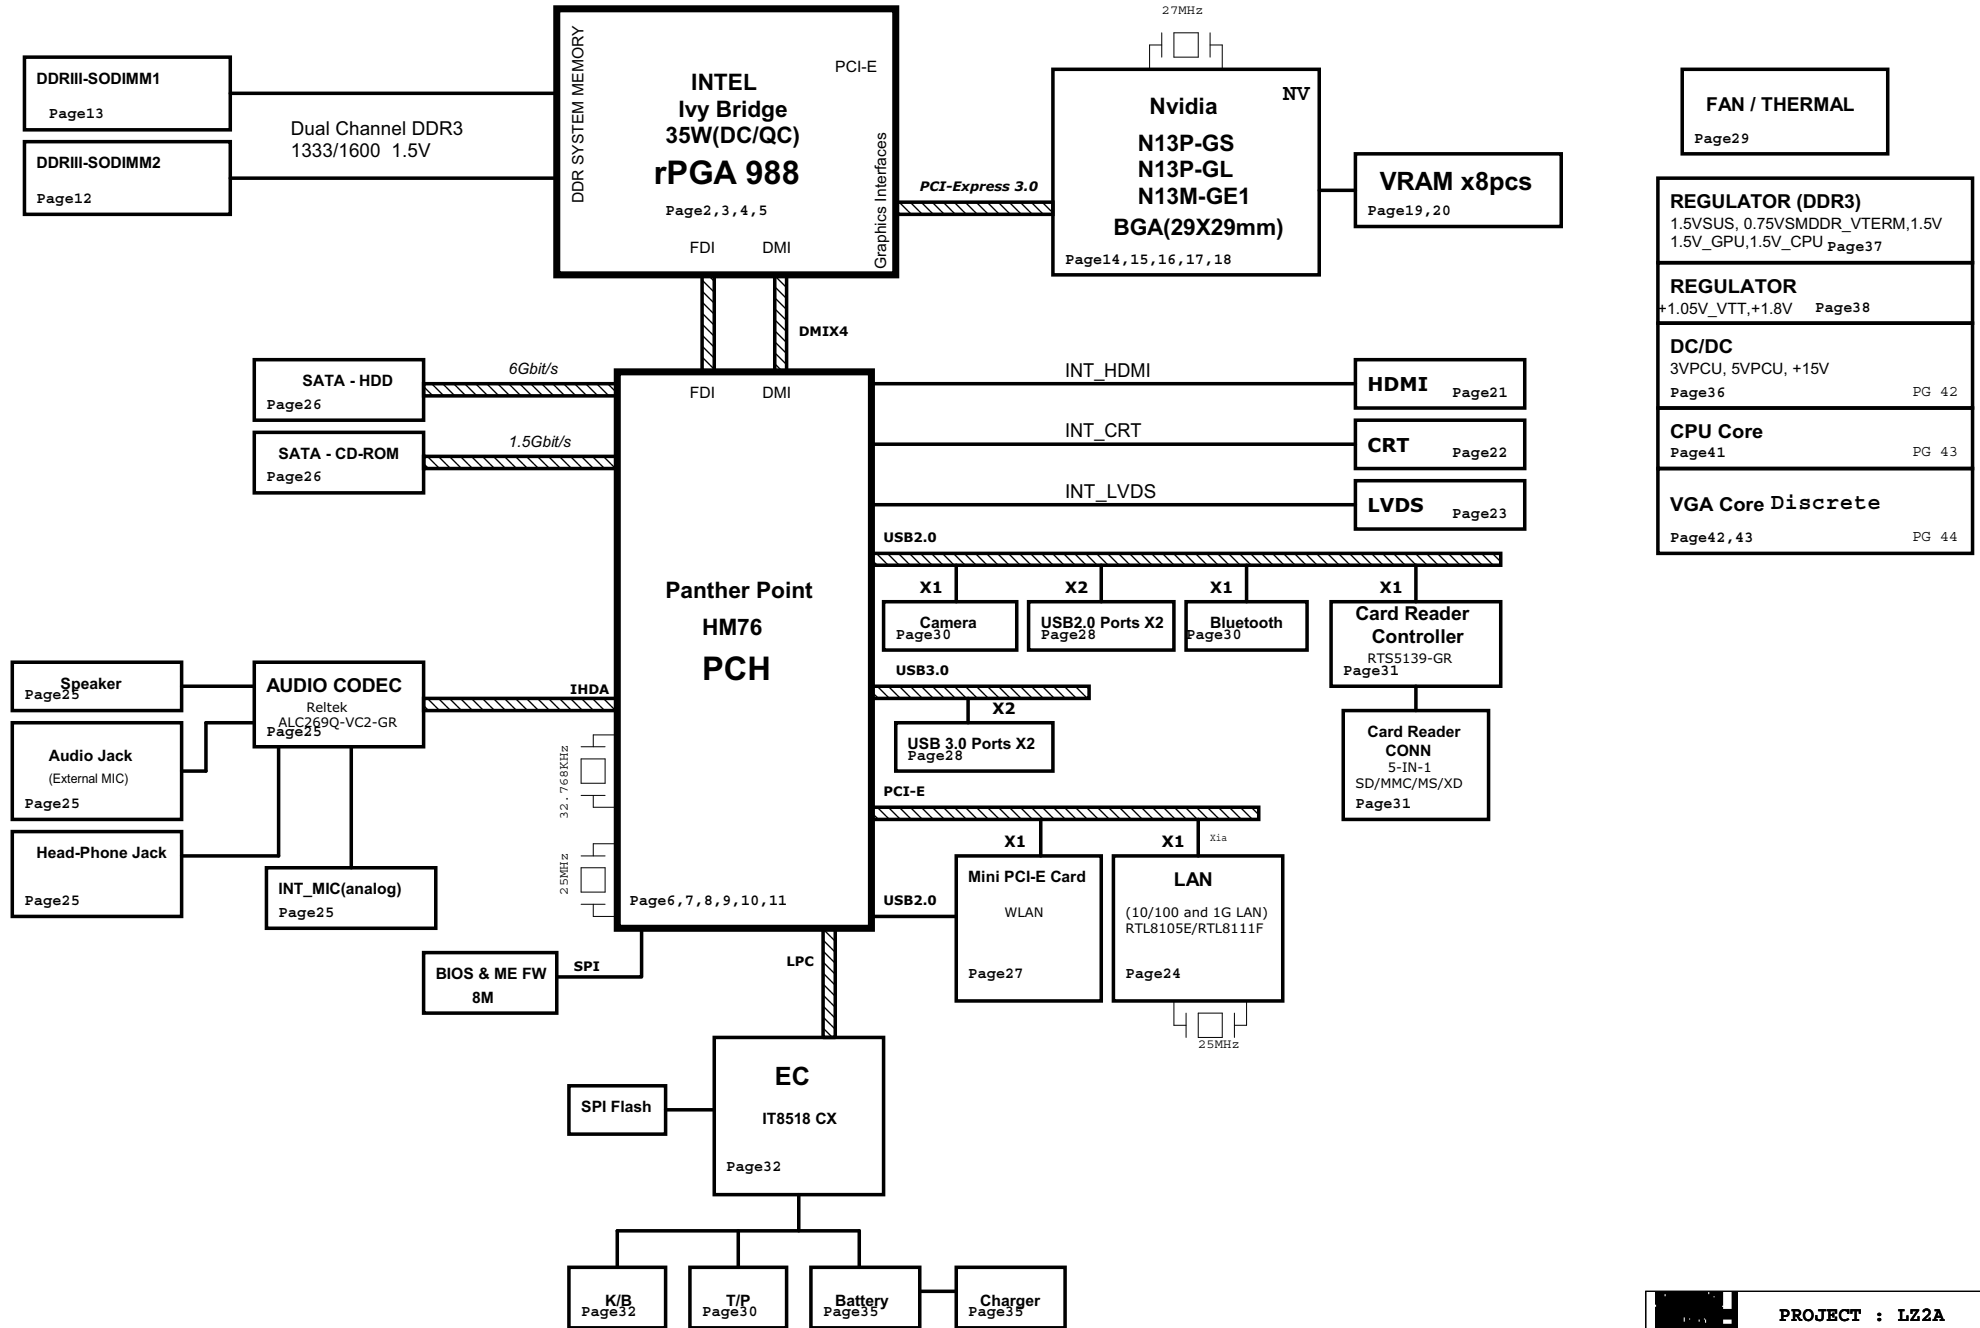 27MHz
DDRIII-SODIMM1
Page13
DDRIII-SODIMM2
Page12
Dual Channel DDR3
1333/1600 1.5V
DDR SYSTEM MEMORY
INTEL
Ivy Bridge
35W(DC/QC)
rPGA 988
Page2,3,4,5
PCI-E
Graphics Interfaces
FDI
DMI
PCI-Express 3.0
NV
Nvidia
N13P-GS
N13P-GL
N13M-GE1
BGA(29X29mm)
Page14,15,16,17,18
VRAM x8pcs
Page19,20
FAN / THERMAL
Page29
REGULATOR (DDR3)
1.5VSUS, 0.75VSMDDR_VTERM,1.5V
1.5V_GPU,1.5V_CPU Page37
REGULATOR
+1.05V_VTT,+1.8V Page38
DC/DC
3VPCU, 5VPCU, +15V
Page36 PG 42
CPU Core
Page41 PG 43
VGA Core Discrete
Page42,43 PG 44
DMIX4
SATA - HDD
Page26
6Gbit/s
SATA - CD-ROM
Page26
1.5Gbit/s
FDI
DMI
Panther Point
HM76
PCH
Page6,7,8,9,10,11
INT_HDMI
HDMI Page21
INT_CRT
CRT Page22
INT_LVDS
LVDS Page23
USB2.0
X1
Camera
Page30
X2
USB2.0 Ports X2
Page28
X1
Bluetooth
Page30
X1
Card Reader
Controller
RTS5139-GR
Page31
Card Reader
CONN
5-IN-1
SD/MMC/MS/XD
Page31
USB3.0
X2
USB 3.0 Ports X2
Page28
PCI-E
X1
Mini PCI-E Card
WLAN
Page27
USB2.0
X1
Xia
LAN
(10/100 and 1G LAN)
RTL8105E/RTL8111F
Page24
25MHz
Speaker
Page25
Audio Jack
(External MIC)
Page25
Head-Phone Jack
Page25
AUDIO CODEC
Reltek
ALC269Q-VC2-GR
Page25
INT_MIC(analog)
Page25
IHDA
32.768KHz
25MHz
BIOS & ME FW
8M
SPI
LPC
EC
IT8518 CX
Page32
SPI Flash
K/B
Page32
T/P
Page30
Battery
Page35
Charger
Page35
PROJECT : LZ2A